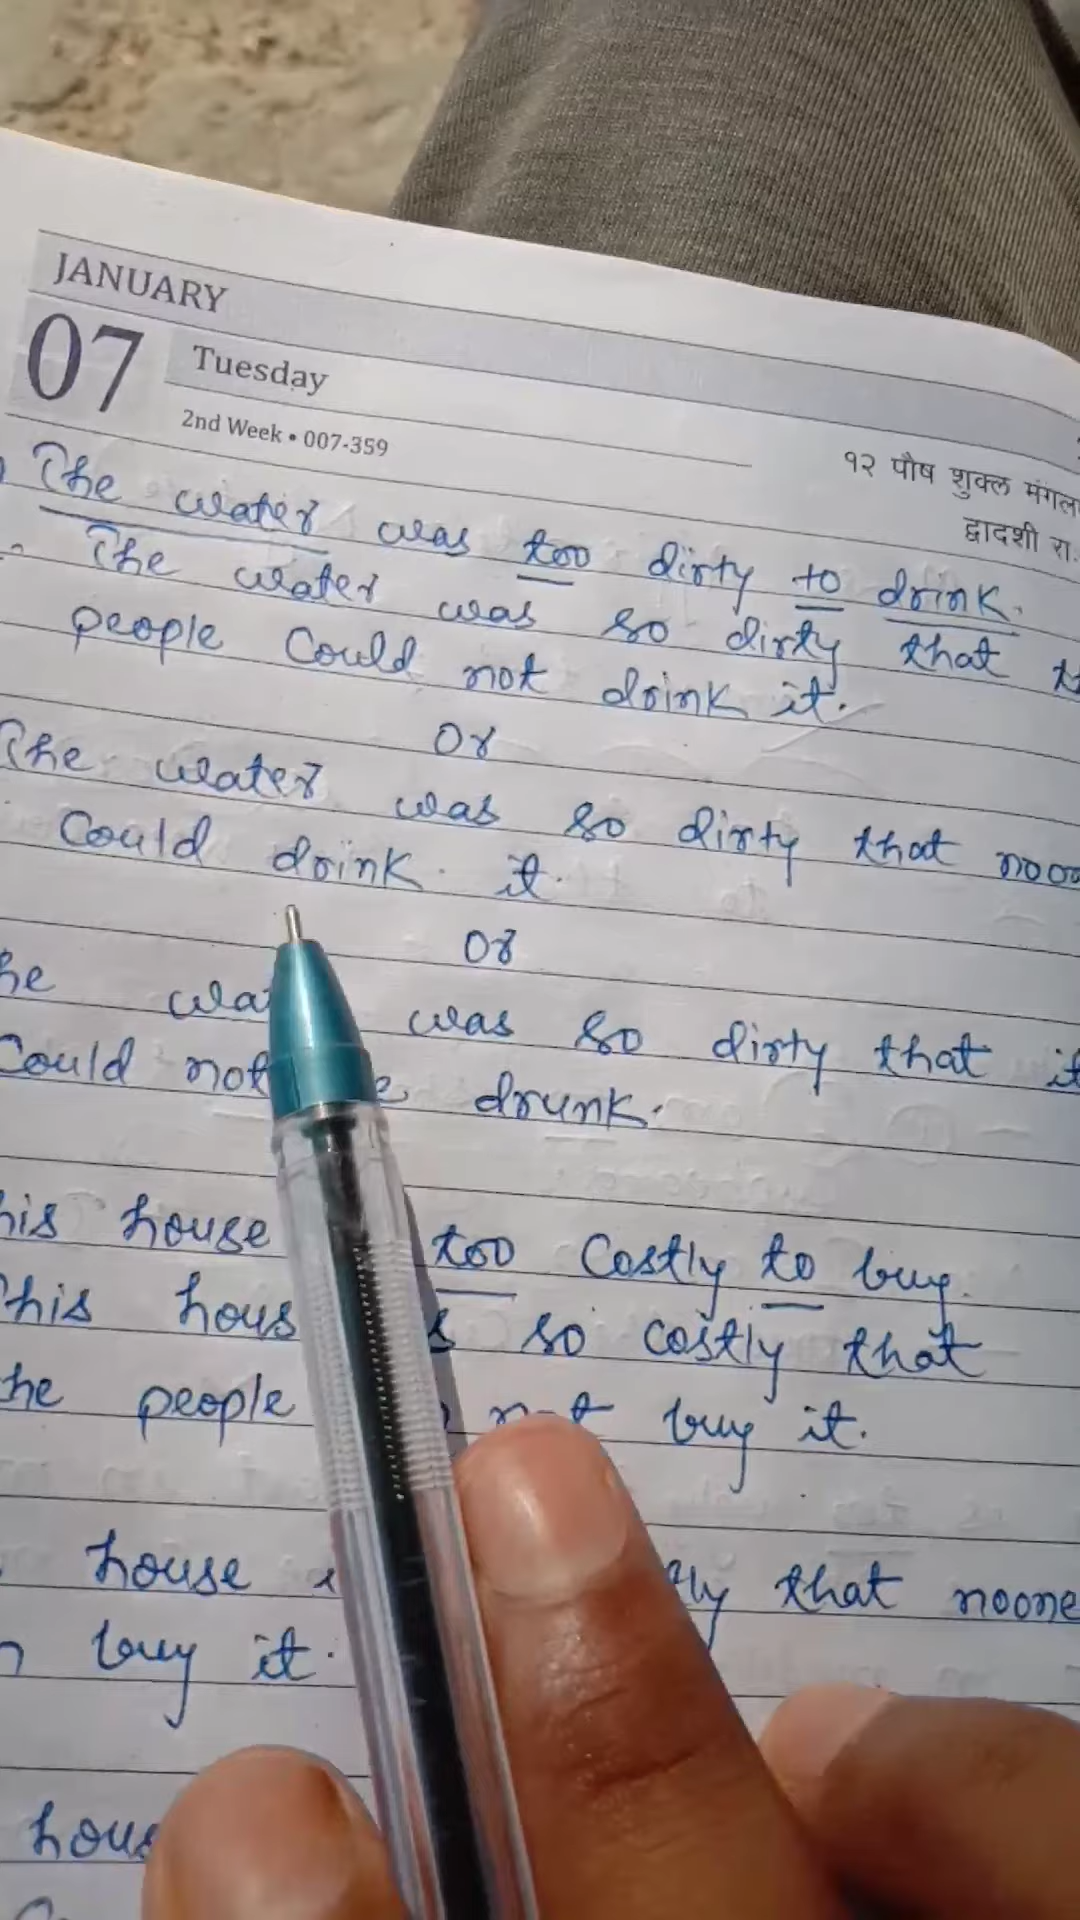 JANUARY
07
Tuesday
2nd Week • 007-359
१२ पौष शुक्ल
द्वादशी
The water was too dirty to drink.
The water was so dirty that
people Could not drink it.
Or
The water was so dirty that
Could drink it.
Or
was so dirty that it
Could not drunk.
house too Costly to buy.
This so costly that
people buy it.
house that noone
buy it.